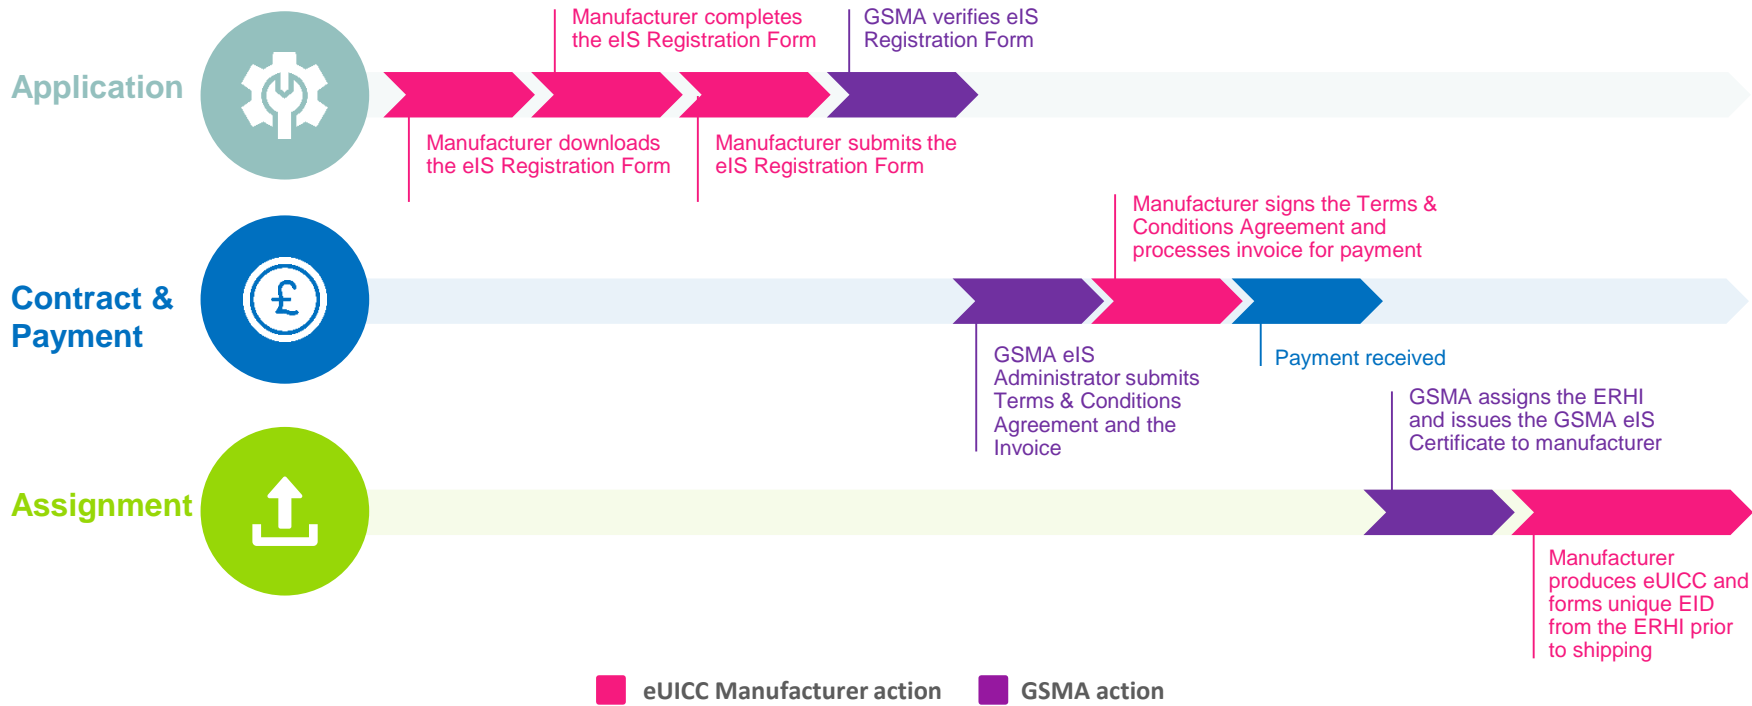 Manufacturer completes
the eIS Registration Form
GSMA verifies eIS
Registration Form
Application
Manufacturer downloads
the eIS Registration Form
Manufacturer submits the
eIS Registration Form
Manufacturer signs the Terms &
Conditions Agreement and
processes invoice for payment
Contract &
Payment
£
GSMA eIS
Administrator submits
Terms & Conditions
Agreement and the
Invoice
Payment received
GSMA assigns the ERHI
and issues the GSMA eIS
Certificate to manufacturer
Assignment
Manufacturer
produces eUICC and
forms unique EID
from the ERHI prior
to shipping
eUICC Manufacturer action
GSMA action